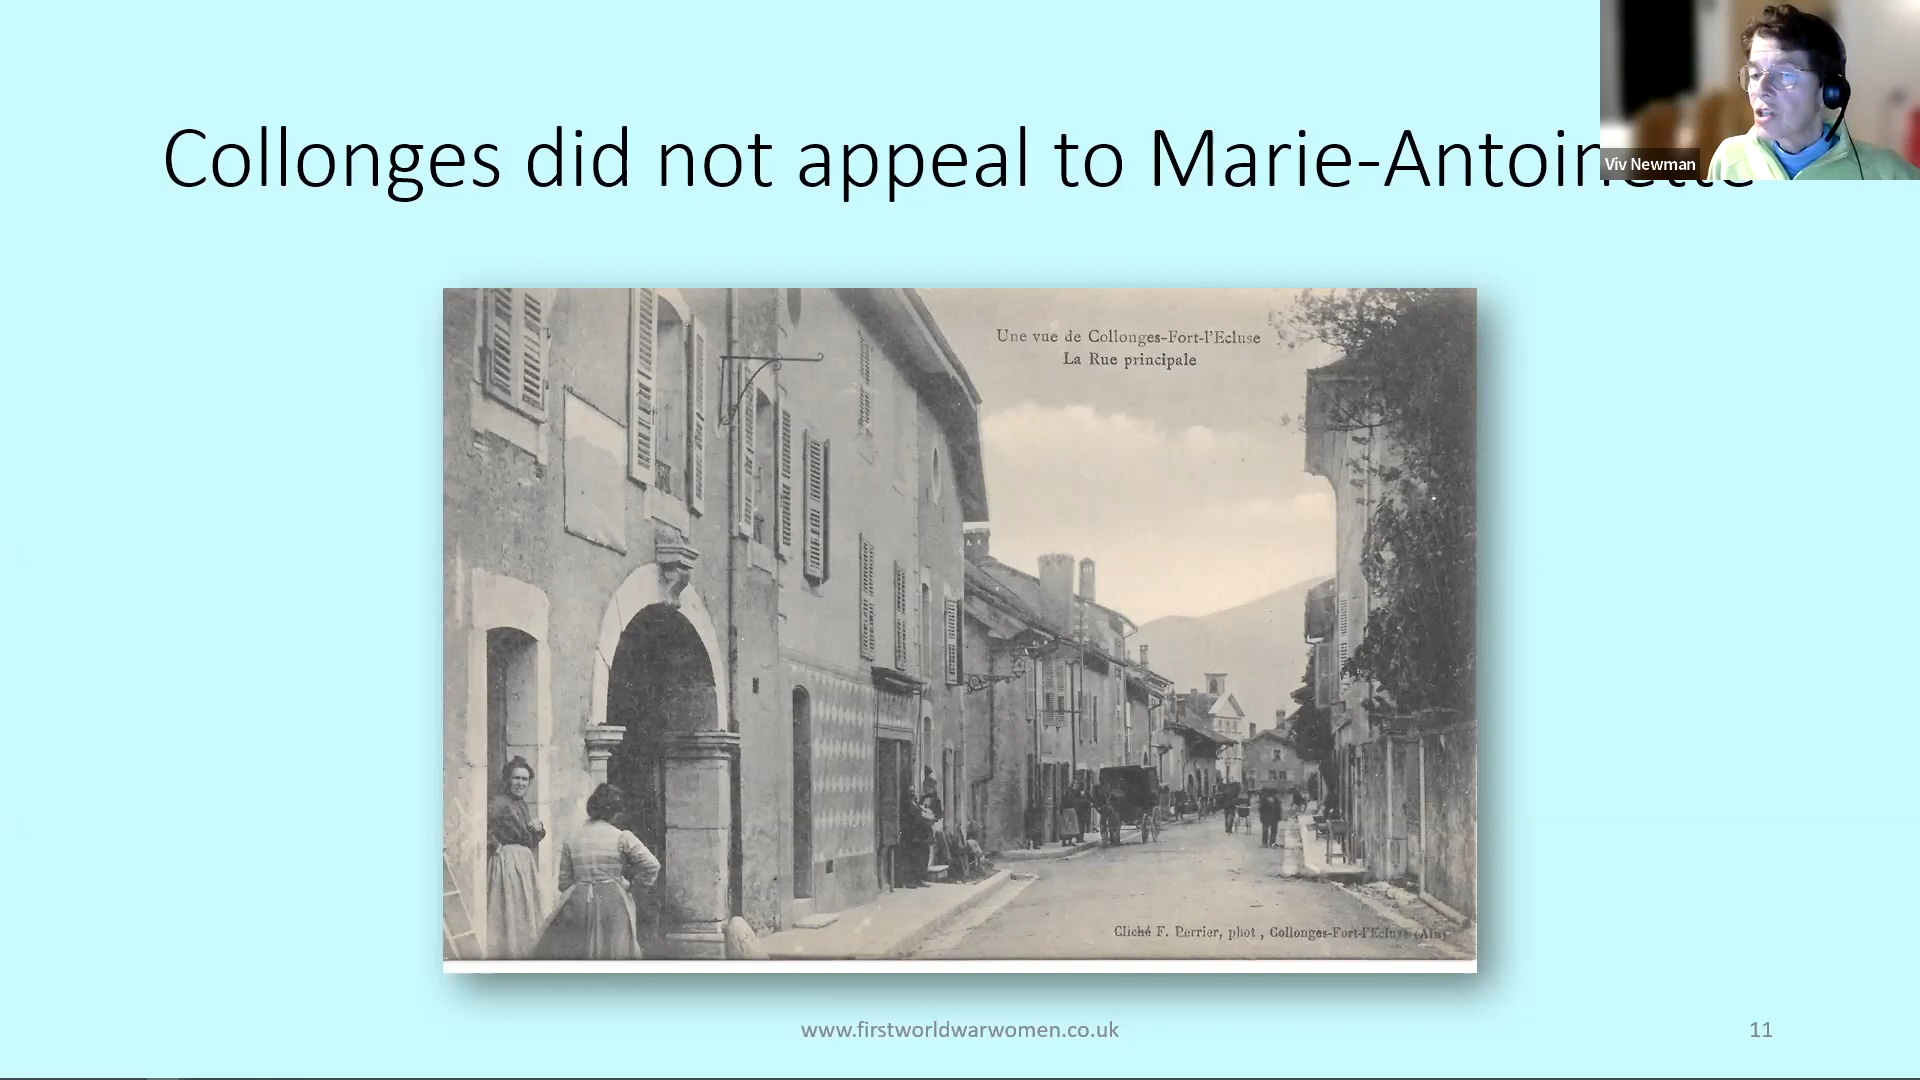 Collonges did not appeal to Marie-Antoinette
Viv Newman
Une vue de Collonges-Fort-l'Ecluse
La Rue principale
Cliché F. Perrier, phot, Collonges-Fort-l'Ecluse (Ain)
www.firstworldwarwomen.co.uk
11